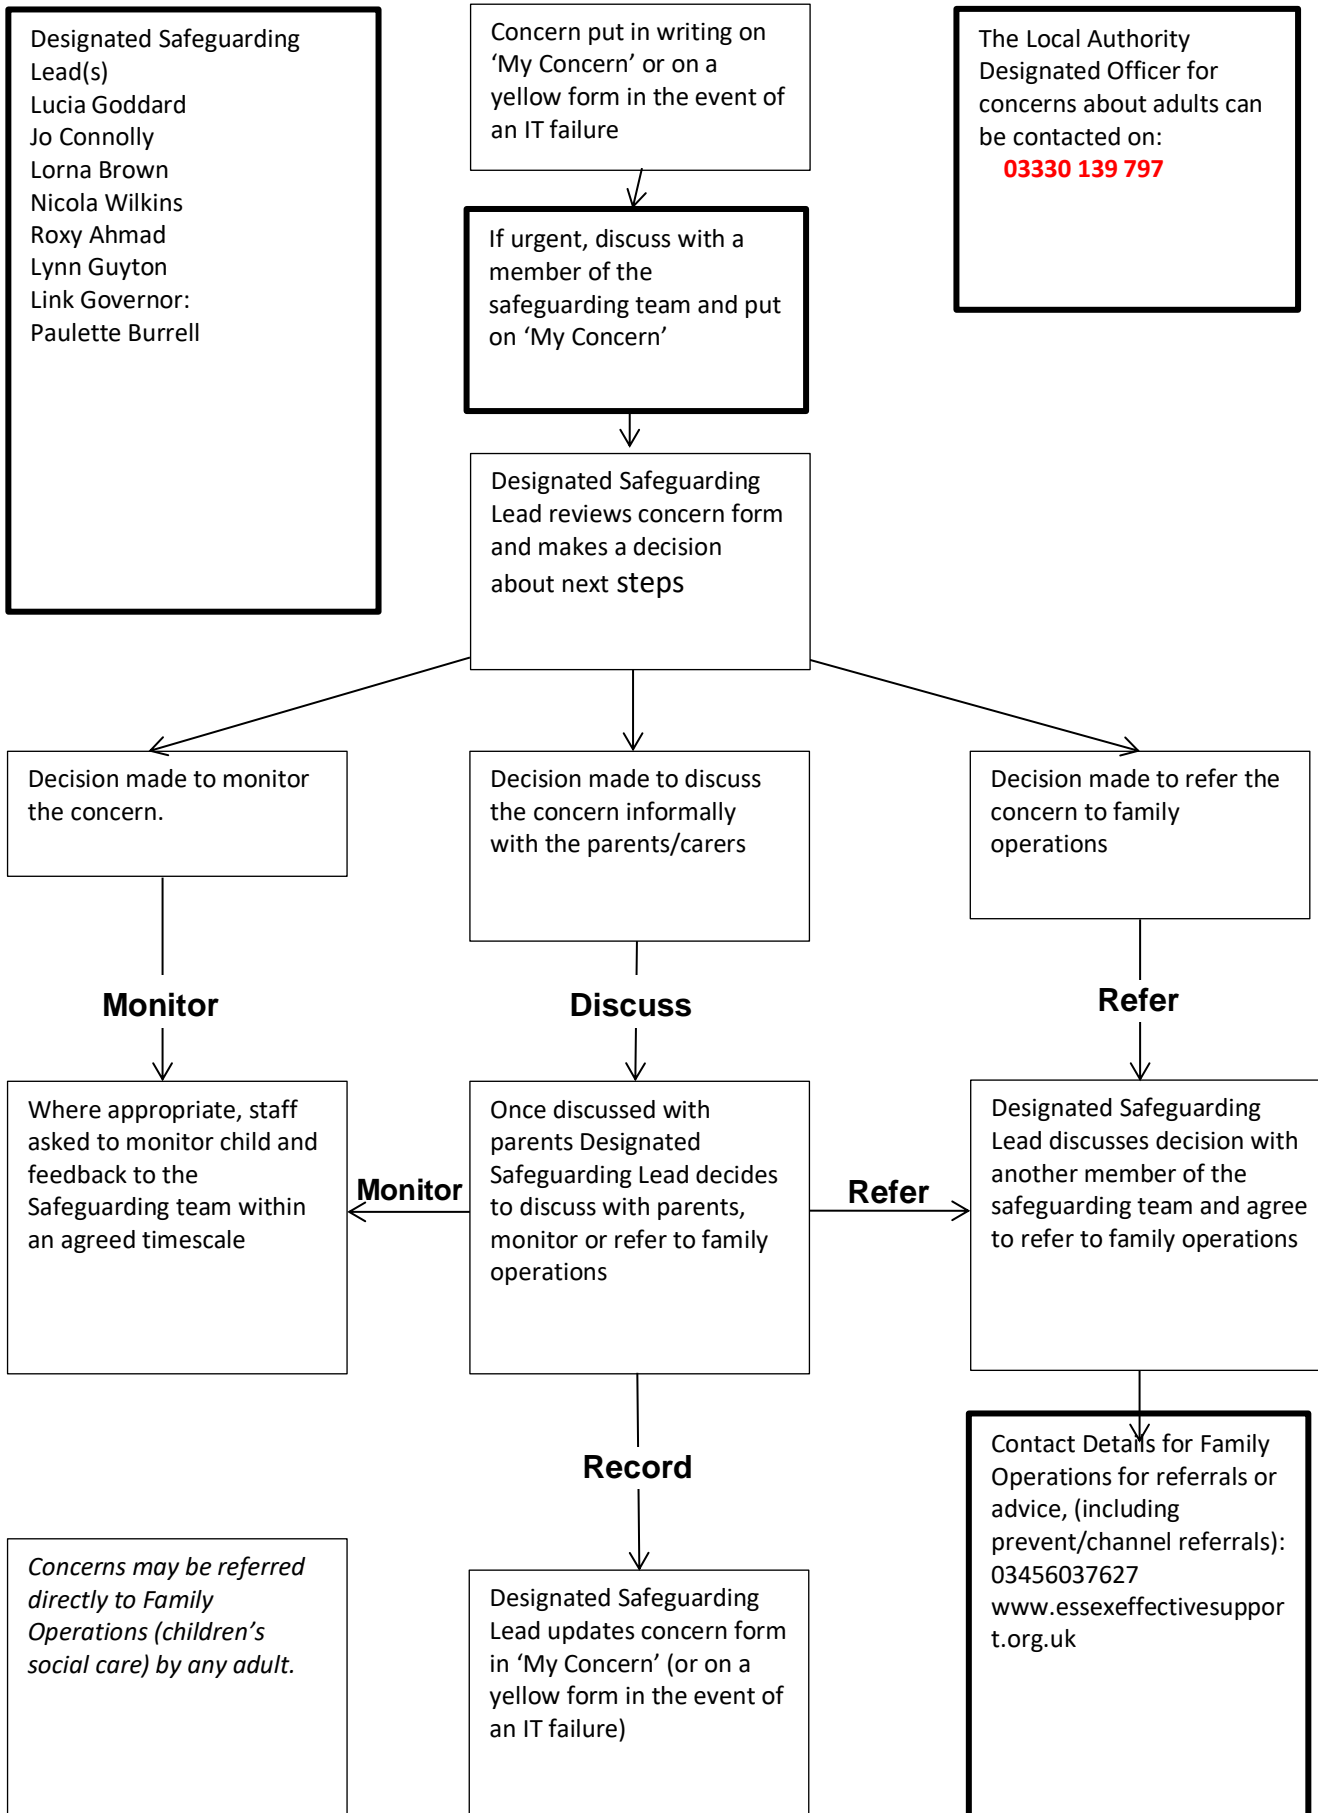 Designated Safeguarding
Lead(s)
Lucia Goddard
Jo Connolly
Lorna Brown
Nicola Wilkins
Roxy Ahmad
Lynn Guyton
Link Governor:
Paulette Burrell
Concern put in writing on
‘My Concern’ or on a
yellow form in the event of
an IT failure
The Local Authority
Designated Officer for
concerns about adults can
be contacted on:
03330 139 797
If urgent, discuss with a
member of the
safeguarding team and put
on ‘My Concern’
Designated Safeguarding
Lead reviews concern form
and makes a decision
about next steps
Decision made to monitor
the concern.
Decision made to discuss
the concern informally
with the parents/carers
Decision made to refer the
concern to family
operations
Monitor
Discuss
Refer
Where appropriate, staff
asked to monitor child and
feedback to the
Safeguarding team within
an agreed timescale
Monitor
Once discussed with
parents Designated
Safeguarding Lead decides
to discuss with parents,
monitor or refer to family
operations
Refer
Designated Safeguarding
Lead discusses decision with
another member of the
safeguarding team and agree
to refer to family operations
Record
Contact Details for Family
Operations for referrals or
advice, (including
prevent/channel referrals):
03456037627
www.essexeffectivesuppor
t.org.uk
Concerns may be referred
directly to Family
Operations (children’s
social care) by any adult.
Designated Safeguarding
Lead updates concern form
in ‘My Concern’ (or on a
yellow form in the event of
an IT failure)